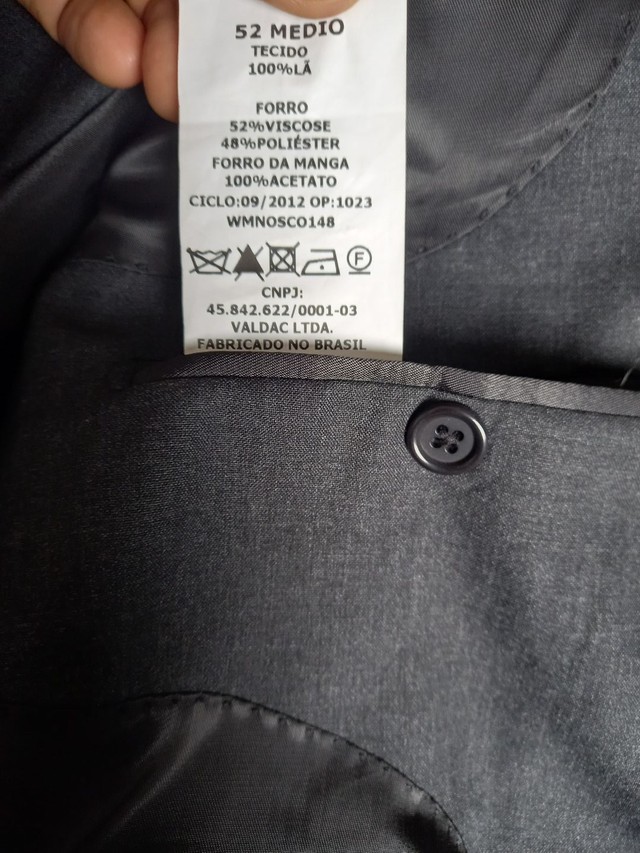 52 MEDIO
TECIDO
100%LÃ
FORRO
52%VISCOSE
48%POLIÉSTER
FORRO DA MANGA
100%ACETATO
CICLO:09/2012 OP:1023
WMNOSCO148
F
CNPJ:
45.842.622/0001-03
VALDAC LTDA.
FABRICADO NO BRASIL